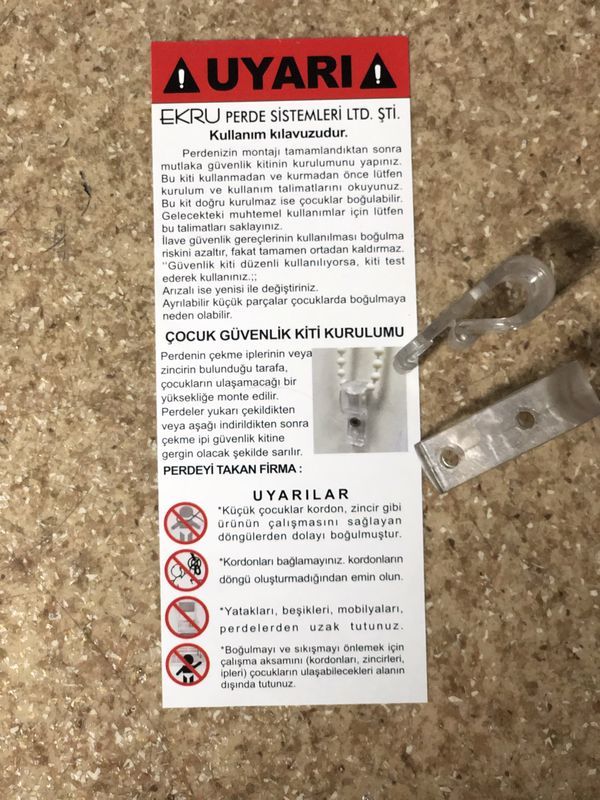 UYARI
EKRU PERDE SİSTEMLERİ LTD. ŞTİ.
Kullanım kılavuzudur.
Perdenizin montajı tamamlandıktan sonra
mutlaka güvenlik kitinin kurulumunu yapınız.
Bu kiti kullanmadan ve kurmadan önce lütfen
kurulum ve kullanım talimatlarını okuyunuz.
Bu kit doğru kurulmaz ise çocuklar boğulabilir.
Gelecekteki muhtemel kullanımlar için lütfen
bu talimatları saklayınız.
İlave güvenlik gereçlerinin kullanılması boğulma
riskini azaltır, fakat tamamen ortadan kaldırmaz.
"Güvenlik kiti düzenli kullanılıyorsa, kiti test
ederek kullanınız.;;
Arızalı ise yenisi ile değiştiriniz.
Ayrılabilir küçük parçalar çocuklarda boğulmaya
neden olabilir.
ÇOCUK GÜVENLİK KİTİ KURULUMU
Perdenin çekme iplerinin veya
zincirin bulunduğu tarafa,
çocukların ulaşamacağı bir
yüksekliğe monte edilir.
Perdeler yukarı çekildikten
veya aşağı indirildikten sonra
çekme ipi güvenlik kitine
gergin olacak şekilde sarılır.
PERDEYİ TAKAN FİRMA :
UYARILAR
*Küçük çocuklar kordon, zincir gibi
ürünün çalışmasını sağlayan
döngülerden dolayı boğulmuştur.
*Kordonları bağlamayınız. kordonların
döngü oluşturmadığından emin olun.
*Yatakları, beşikleri, mobilyaları,
perdelerden uzak tutunuz.
*Boğulmayı ve sıkışmayı önlemek için
çalışma aksamını (kordonları, zincirleri,
ipleri) çocukların ulaşabilecekleri alanın
dışında tutunuz.